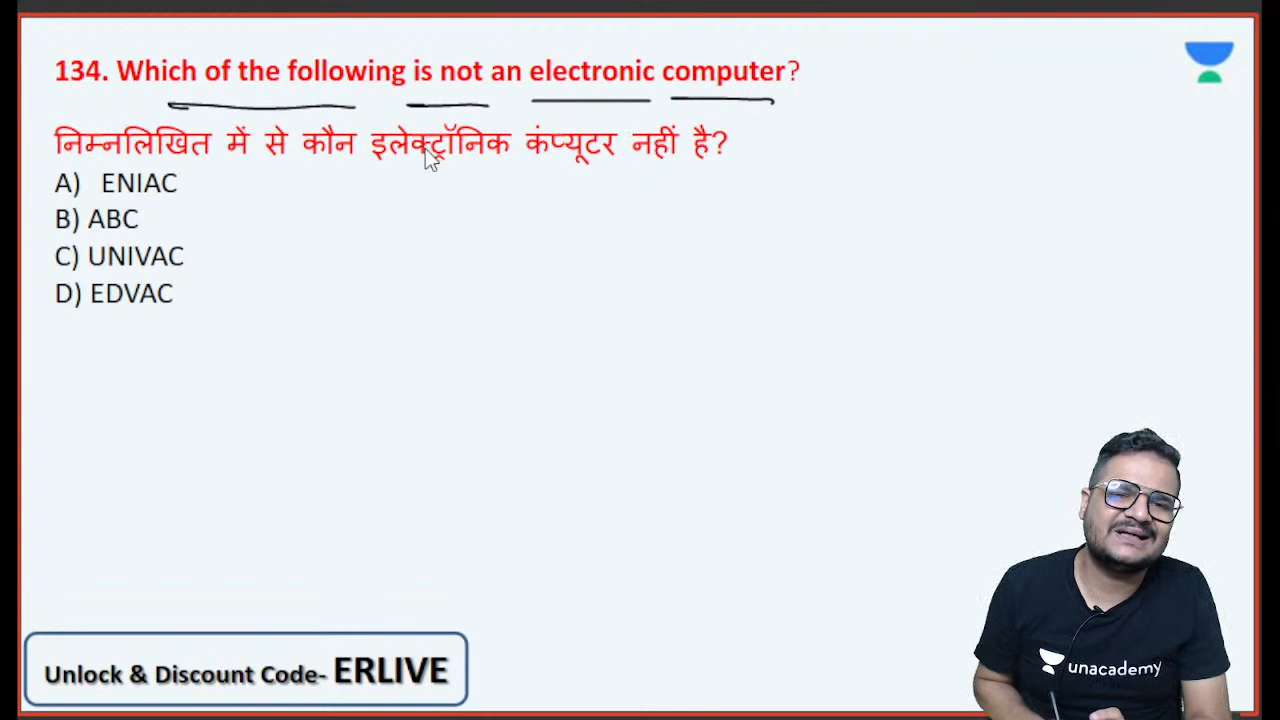 134. Which of the following is not an electronic computer?
निम्नलिखित में से कौन इलेक्ट्रॉनिक कंप्यूटर नहीं है?
A) ENIAC
B) ABC
C) UNIVAC
D) EDVAC
unacademy
Unlock & Discount Code- ERLIVE